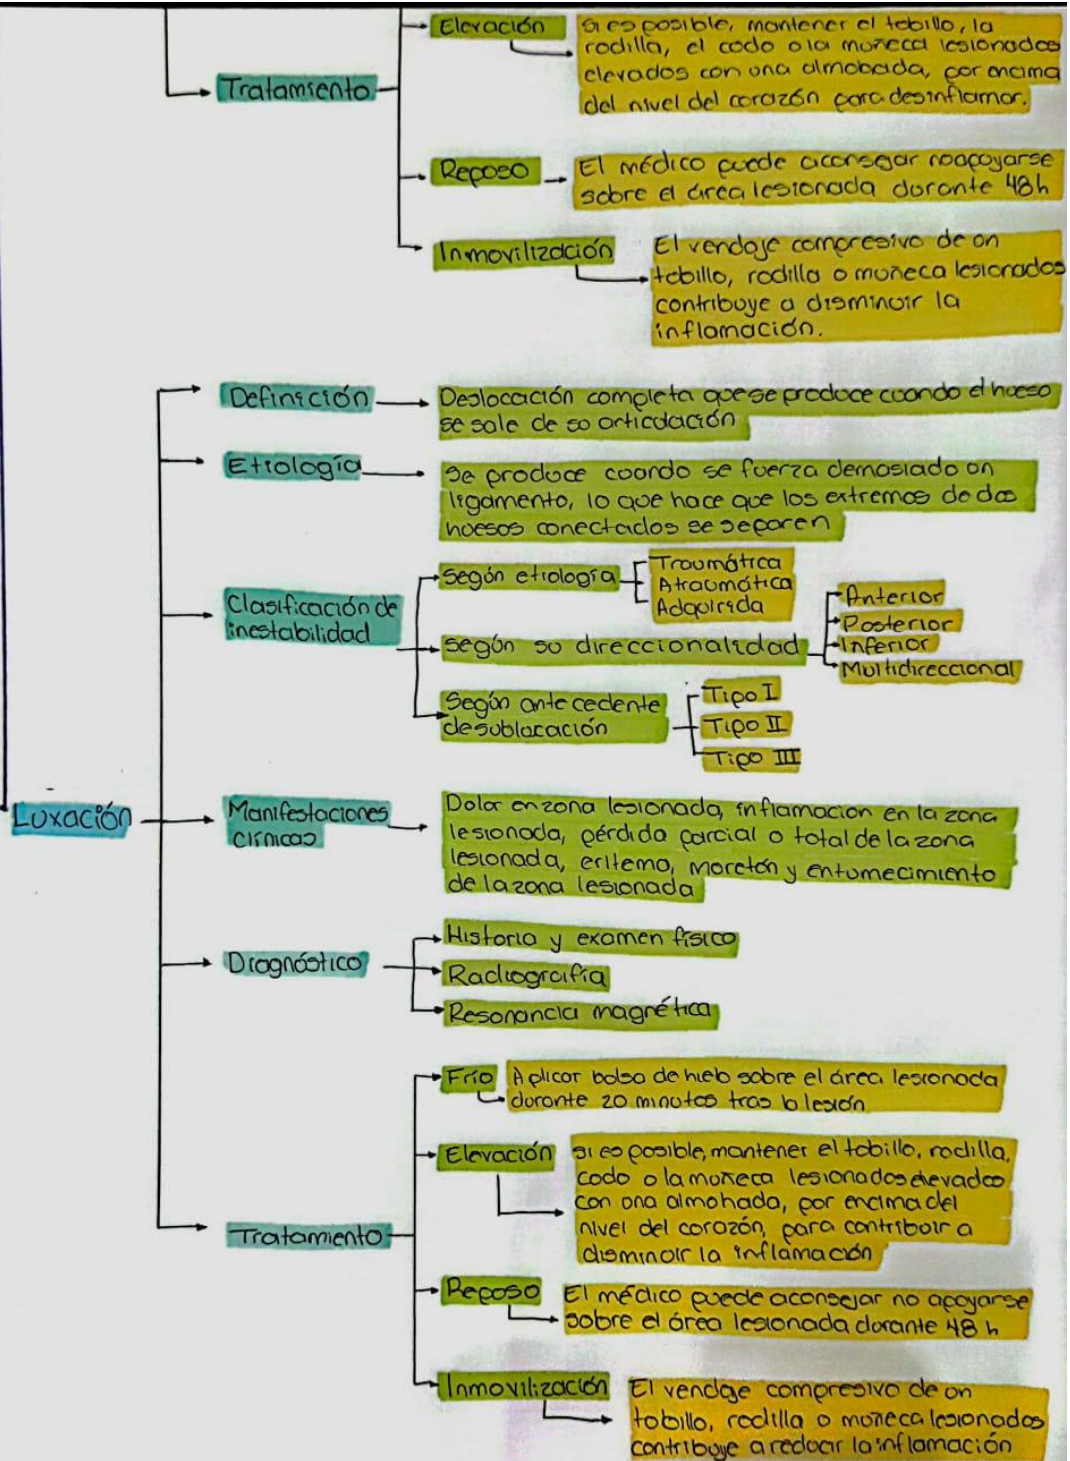 Elevación
Si es posible, mantener el tobillo, la
rodilla, el codo o la muñeca lesionados
elevados con una almohada, por encima
del nivel del corazón para desinflamar.
Tratamiento
Reposo
El médico puede aconsejar no apoyarse
sobre el área lesionada durante 48h
Inmovilización
El vendaje compresivo de un
tobillo, rodilla o muñeca lesionados
contribuye a disminuir la
inflamación.
Definición
Deslocación completa que se produce cuando el hueso
se sale de su articulación
Etiología
Se produce cuando se fuerza demasiado un
ligamento, lo que hace que los extremos de dos
huesos conectados se separen
Clasificación de
inestabilidad
Según etiología
Traumática
Atraumática
Adquirida
según su direccionalidad
Anterior
Posterior
Inferior
Multidireccional
Según antecedente
de sublocación
Tipo I
Tipo II
Tipo III
Luxación
Manifestaciones
clínicas
Dolor en zona lesionada, inflamación en la zona
lesionada, pérdida parcial o total de la zona
lesionada, eritema, moretón y entumecimiento
de la zona lesionada
Diagnóstico
Historia y examen físico
Radiografía
Resonancia magnética
Tratamiento
Frío
Aplicar bolsa de hielo sobre el área lesionada
durante 20 minutos tras la lesión
Elevación
si es posible, mantener el tobillo, rodilla,
codo o la muñeca lesionados elevados
con una almohada, por encima del
nivel del corazón, para contribuir a
disminuir la inflamación
Reposo
El médico puede aconsejar no apoyarse
sobre el área lesionada durante 48 h
Inmovilización
El vendaje compresivo de un
tobillo, rodilla o muñeca lesionados
contribuye a reducir la inflamación